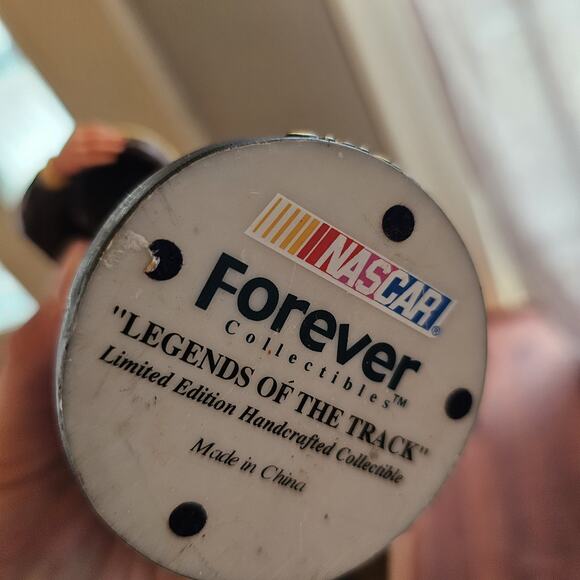 NASCAR®
Forever
Collectibles™
"LEGENDS OF THE TRACK"
Limited Edition Handcrafted Collectible
Made in China